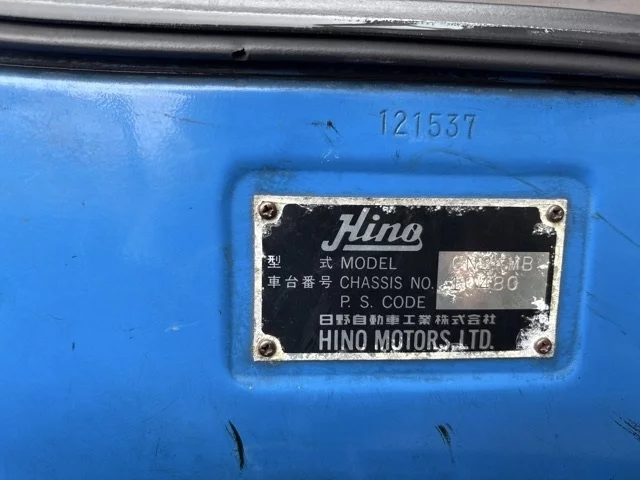 121537
Hino
型 式 MODEL
車台番号 CHASSIS NO.
P. S. CODE
日野自動車工業株式会社
HINO MOTORS, LTD.